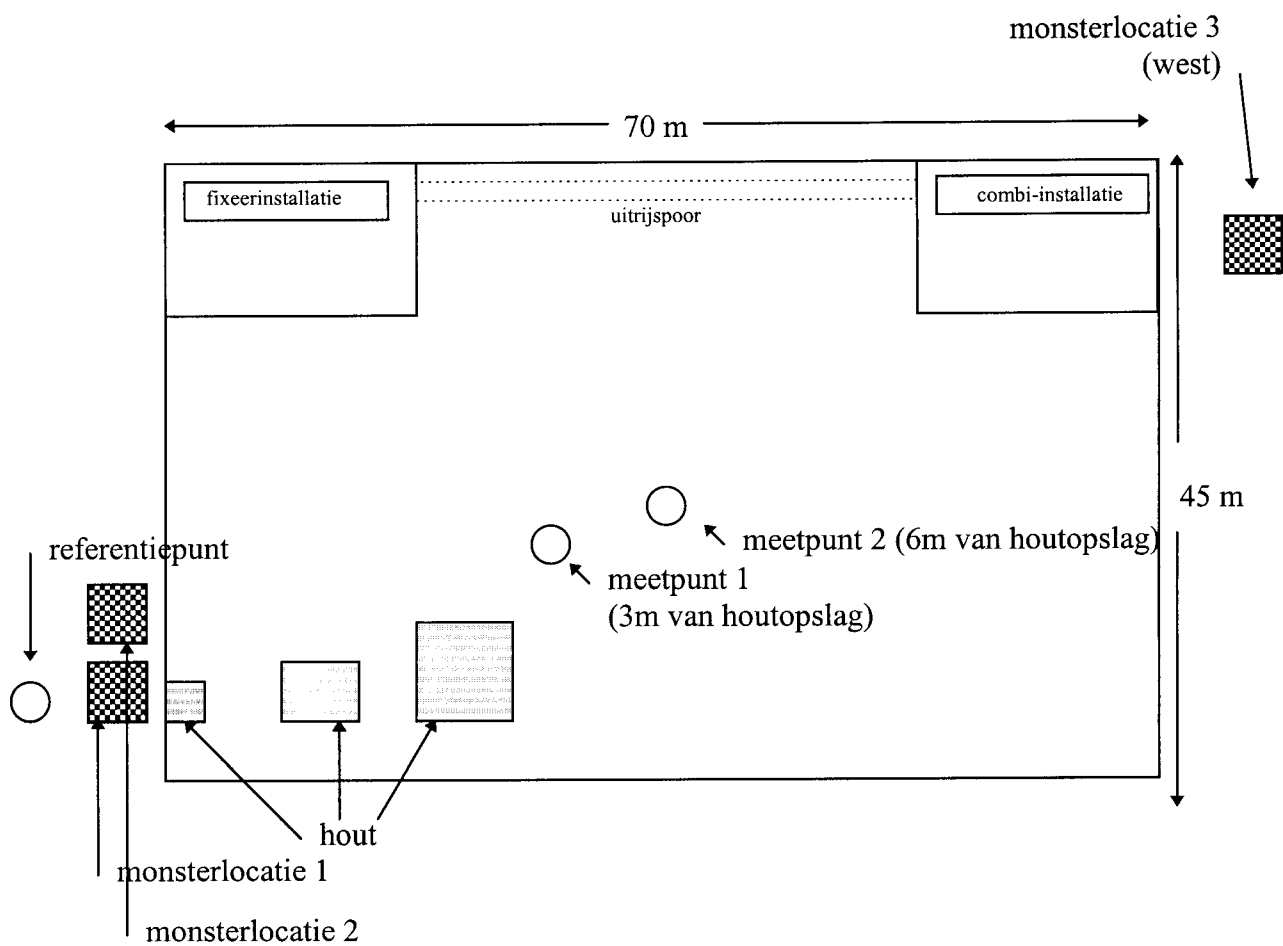 monsterlocatie 3
(west)
70 m
fixeerinstallatie
combi-installatie
uitrijspoor
45 m
referentiepunt
meetpunt 2 (6m van houtopslag)
meetpunt 1
(3m van houtopslag)
hout
monsterlocatie 1
monsterlocatie 2